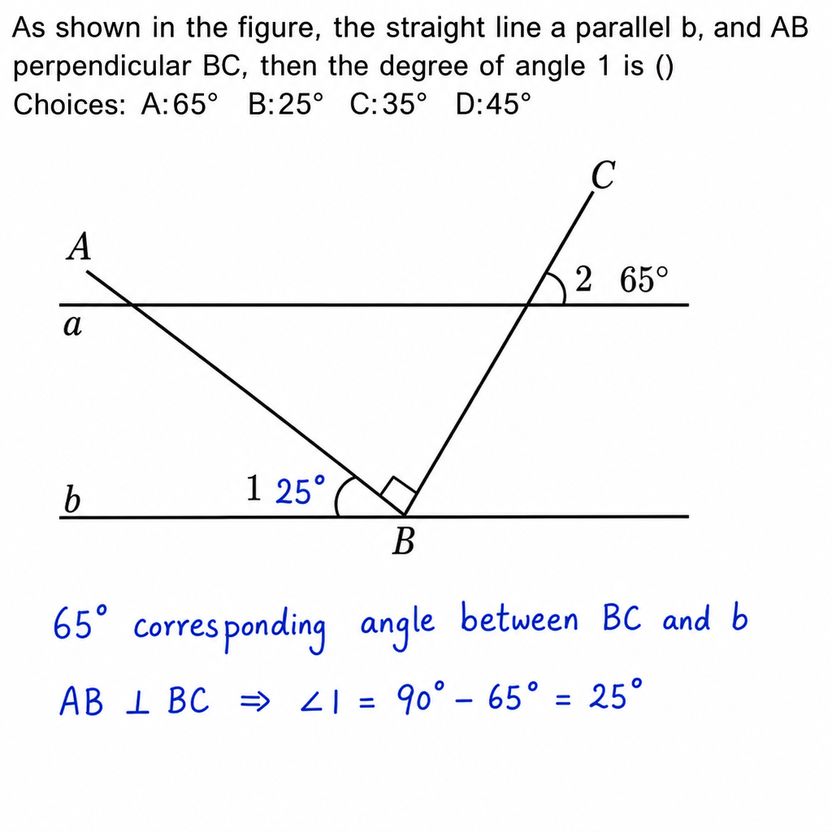 As shown in the figure, the straight line a parallel b, and AB
perpendicular BC, then the degree of angle 1 is ()
Choices: A:65° B:25° C:35° D:45°
C
A
2 65°
a
1 25°
b
B
65° corresponding angle between BC and b
AB ⊥ BC ⇒ ∠1 = 90° - 65° = 25°